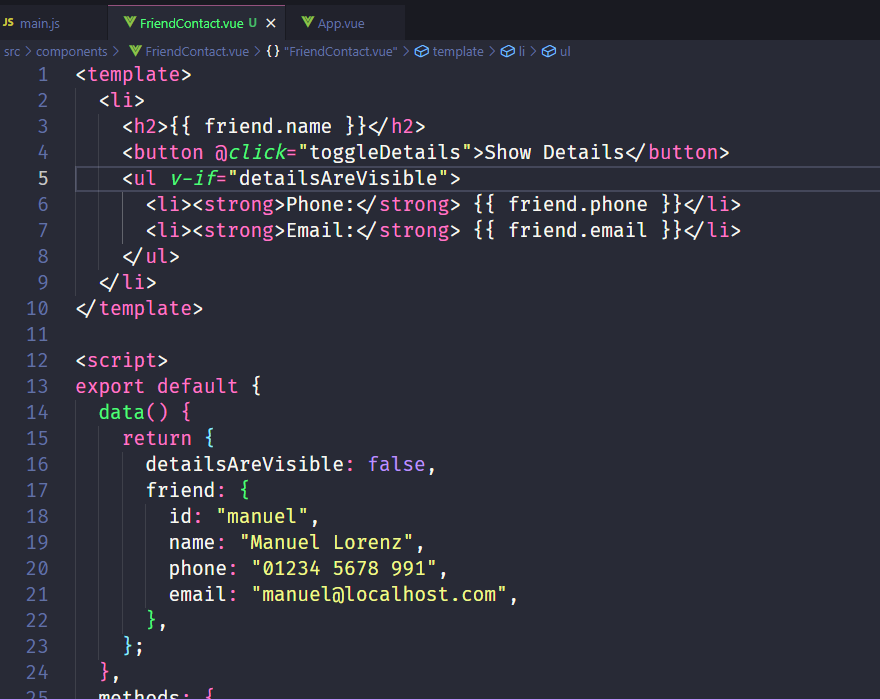 JS main.js FriendContact.vue U × App.vue
src > components > FriendContact.vue > {} "FriendContact.vue" > template > li > ul
1 <template>
2   <li>
3     <h2>{{ friend.name }}</h2>
4     <button @click="toggleDetails">Show Details</button>
5     <ul v-if="detailsAreVisible">
6       <li><strong>Phone:</strong> {{ friend.phone }}</li>
7       <li><strong>Email:</strong> {{ friend.email }}</li>
8     </ul>
9   </li>
10 </template>
11
12 <script>
13 export default {
14   data() {
15     return {
16       detailsAreVisible: false,
17       friend: {
18         id: "manuel",
19         name: "Manuel Lorenz",
20         phone: "01234 5678 991",
21         email: "manuel@localhost.com",
22       },
23     };
24   },
25   methods: {